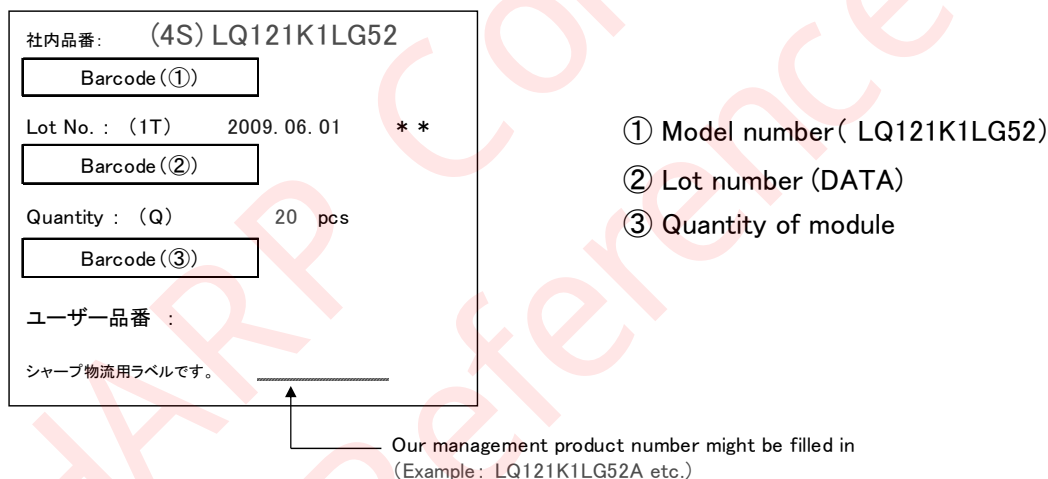 社内品番: (4S) LQ121K1LG52
Barcode(①)
Lot No. : (1T) 2009. 06. 01 * *
Barcode(②)
Quantity : (Q) 20 pcs
Barcode(③)
ユーザー品番 :
シャープ物流用ラベルです。
① Model number( LQ121K1LG52)
② Lot number (DATA)
③ Quantity of module
Our management product number might be filled in
(Example: LQ121K1LG52A etc.)